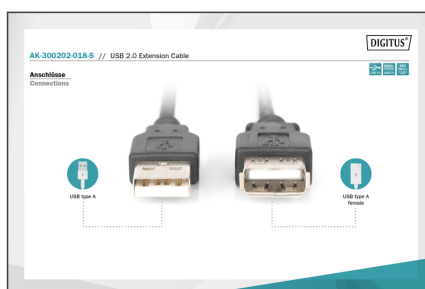 DIGITUS®
AK-300202-018-S // USB 2.0 Extension Cable
Anschlüsse
Connections
USB type A
USB type A
female